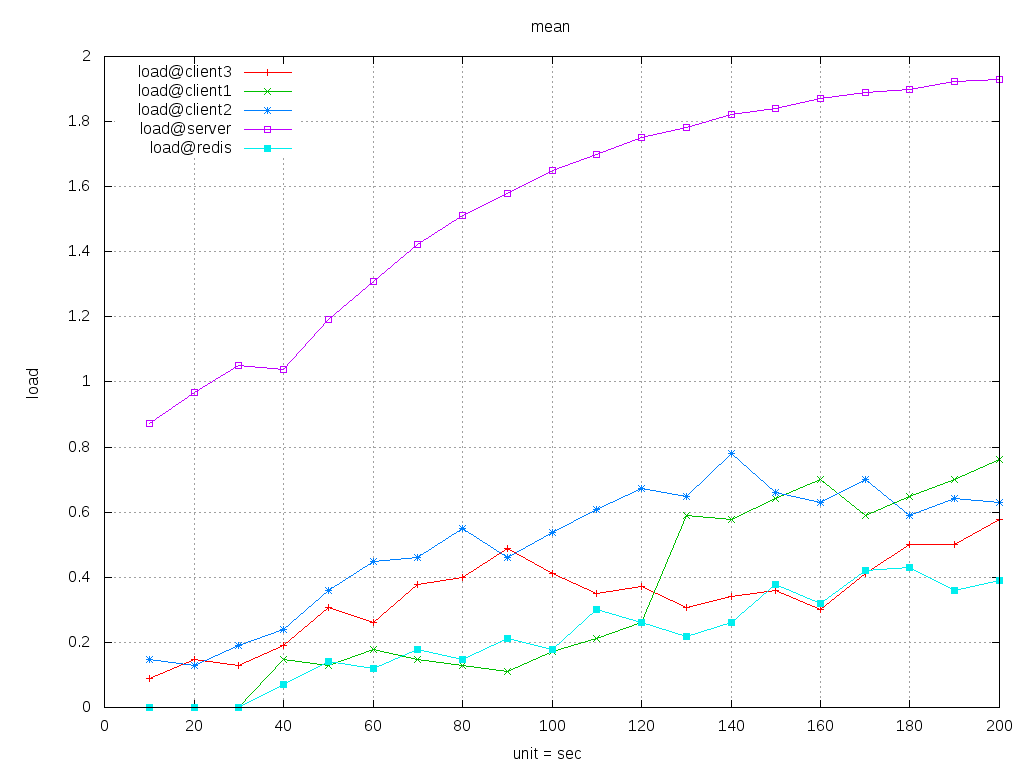 mean
2
1.8
1.6
1.4
1.2
1
0.8
0.6
0.4
0.2
0
load@client3
load@client1
load@client2
load@server
load@redis
load
0 20 40 60 80 100 120 140 160 180 200
unit = sec